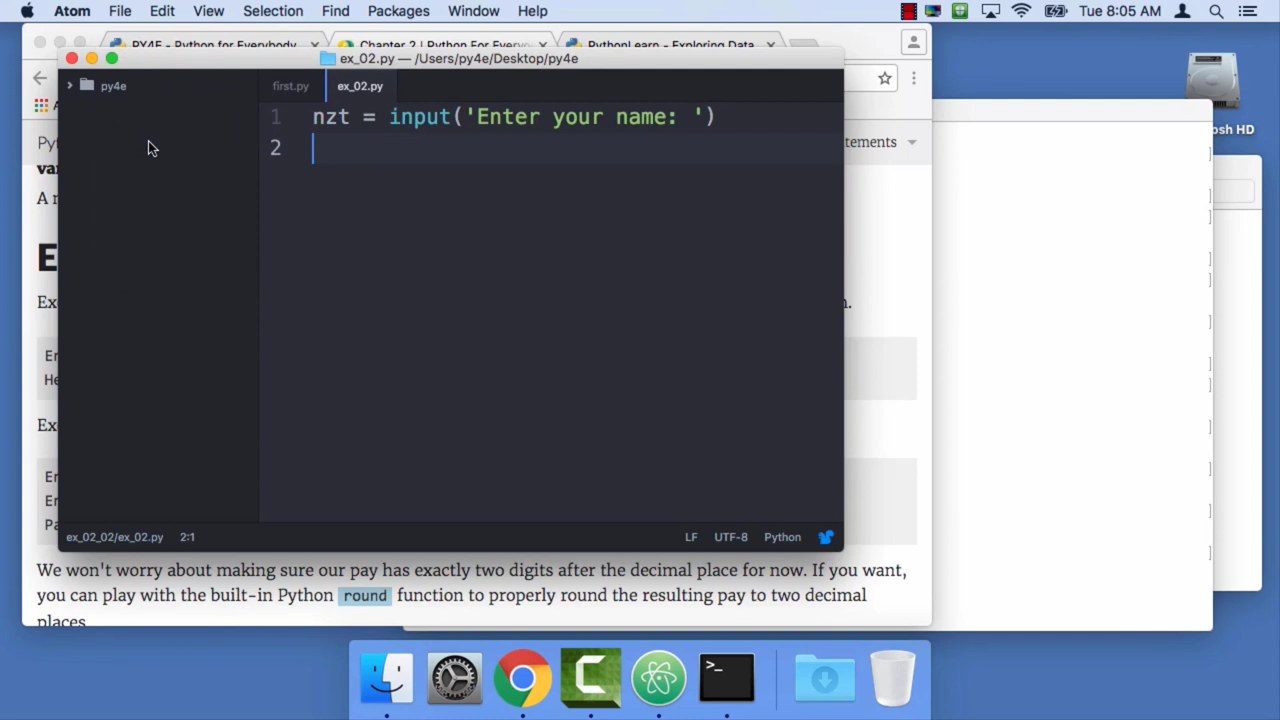 Atom File Edit View Selection Find Packages Window Help Tue 8:05 AM
PY4E - Python for Everybody
Chapter 2 | Python For Everyo
PythonLearn - Exploring Data
ex_02.py — /Users/py4e/Desktop/py4e
py4e
first.py
ex_02.py
1 nzt = input('Enter your name: ')
2
ex_02_02/ex_02.py 2:1 LF UTF-8 Python
tements
A
We won't worry about making sure our pay has exactly two digits after the decimal place for now. If you want,
you can play with the built-in Python round function to properly round the resulting pay to two decimal
places
osh HD
>_